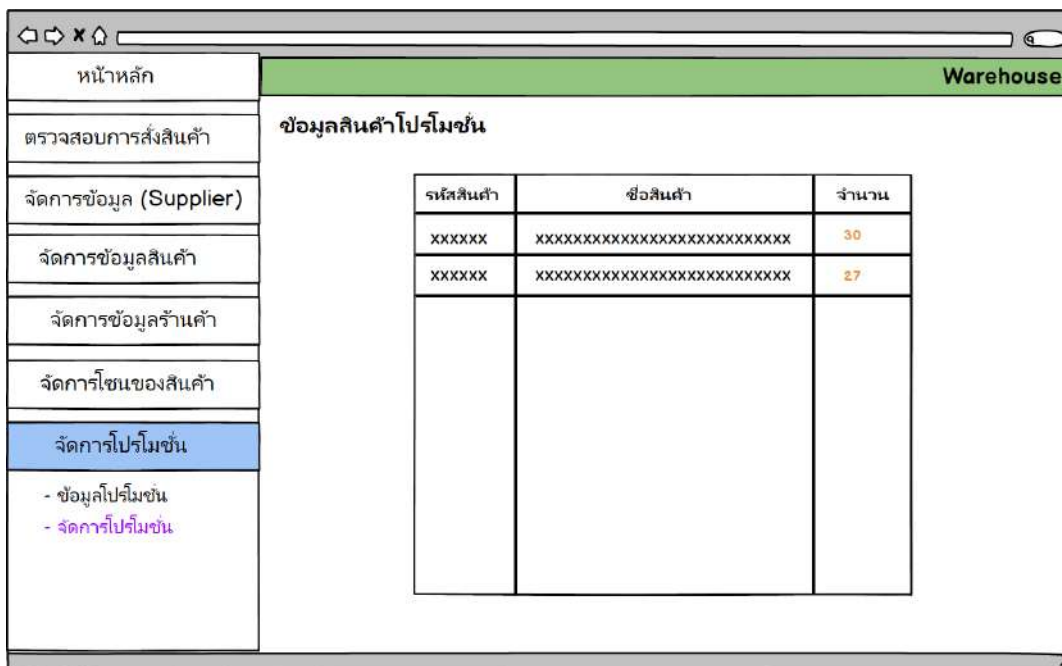 หน้าหลัก
Warehouse
ตรวจสอบการสั่งสินค้า
จัดการข้อมูล (Supplier)
จัดการข้อมูลสินค้า
จัดการข้อมูลร้านค้า
จัดการโซนของสินค้า
จัดการโปรโมชั่น
- ข้อมูลโปรโมชั่น
- จัดการโปรโมชั่น
ข้อมูลสินค้าโปรโมชั่น
รหัสสินค้า ชื่อสินค้า จำนวน
xxxxxx xxxxxxxxxxxxxxxxxxxxxxxxxxx 30
xxxxxx xxxxxxxxxxxxxxxxxxxxxxxxxxx 27